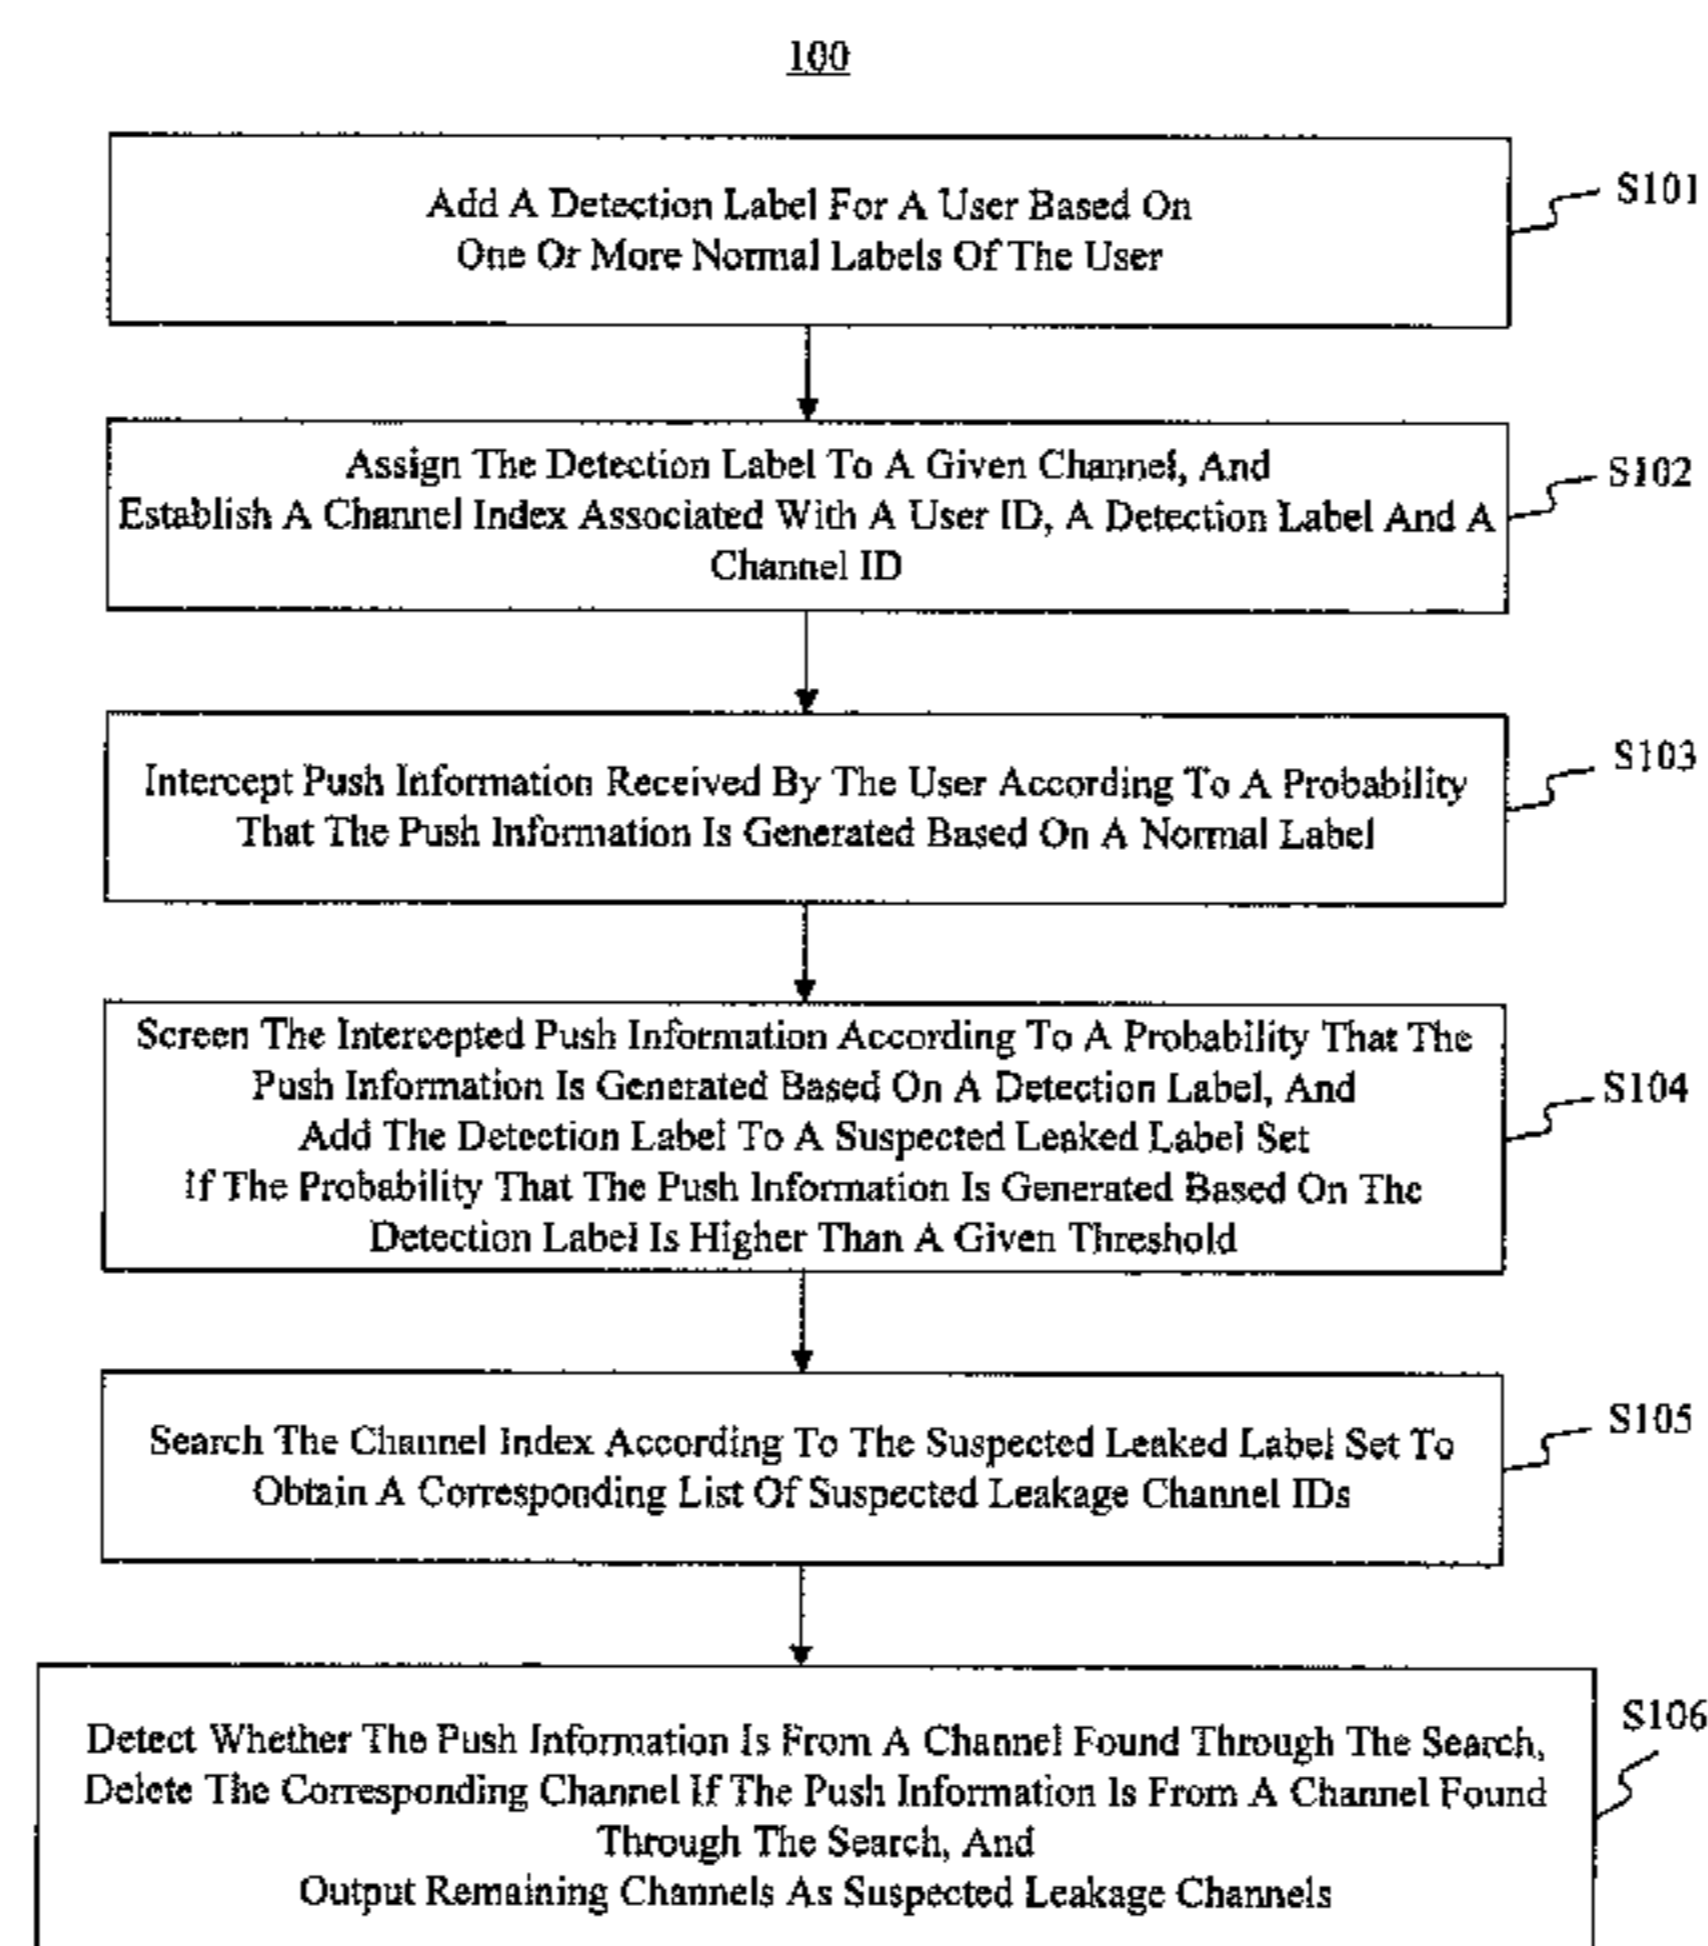 100
Add A Detection Label For A User Based On
One Or More Normal Labels Of The User
S101
Assign The Detection Label To A Given Channel, And
Establish A Channel Index Associated With A User ID, A Detection Label And A
Channel ID
S102
Intercept Push Information Received By The User According To A Probability
That The Push Information Is Generated Based On A Normal Label
S103
Screen The Intercepted Push Information According To A Probability That The
Push Information Is Generated Based On A Detection Label, And
Add The Detection Label To A Suspected Leaked Label Set
If The Probability That The Push Information Is Generated Based On The
Detection Label Is Higher Than A Given Threshold
S104
Search The Channel Index According To The Suspected Leaked Label Set To
Obtain A Corresponding List Of Suspected Leakage Channel IDs
S105
Detect Whether The Push Information Is From A Channel Found Through The Search,
Delete The Corresponding Channel If The Push Information Is From A Channel Found
Through The Search, And
Output Remaining Channels As Suspected Leakage Channels
S106